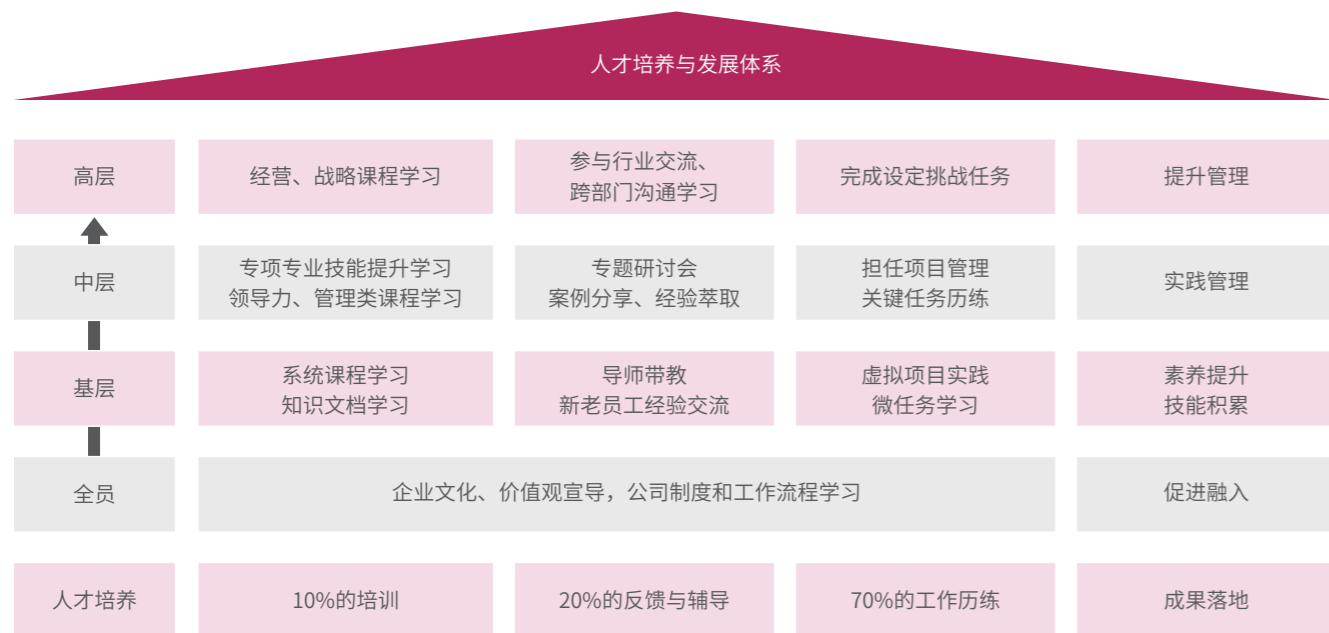 人才培养与发展体系
高层
经营、战略课程学习
参与行业交流、
跨部门沟通学习
完成设定挑战任务
提升管理
中层
专项专业技能提升学习
领导力、管理类课程学习
专题研讨会
案例分享、经验萃取
担任项目管理
关键任务历练
实践管理
基层
系统课程学习
知识文档学习
导师带教
新老员工经验交流
虚拟项目实践
微任务学习
素养提升
技能积累
全员
企业文化、价值观宣导，公司制度和工作流程学习
促进融入
人才培养
10%的培训
20%的反馈与辅导
70%的工作历练
成果落地